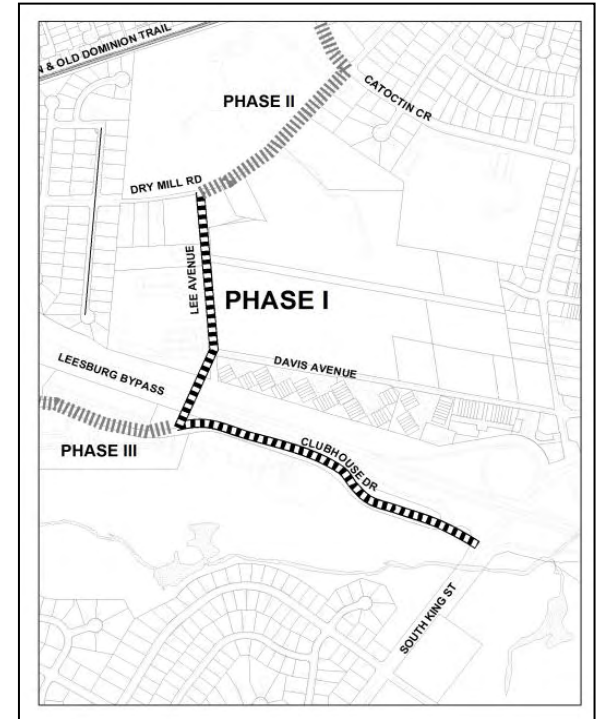 & OLD DOMINION TRAIL
CATOCTIN CR
PHASE II
DRY MILL RD
LEE AVENUE
PHASE I
DAVIS AVENUE
LEESBURG BYPASS
PHASE III
CLUBHOUSE DR
SOUTH KING ST